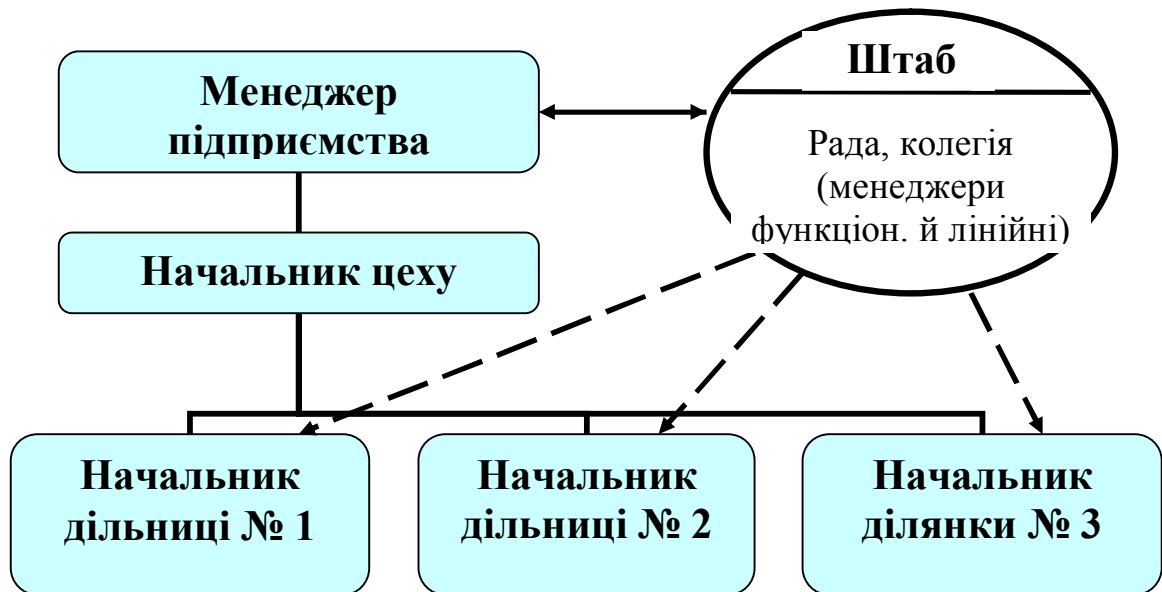 Штаб
Менеджер
підприємства
Рада, колегія
(менеджери
функціон. й лінійні)
Начальник цеху
Начальник
дільниці № 1
Начальник
дільниці № 2
Начальник
ділянки № 3